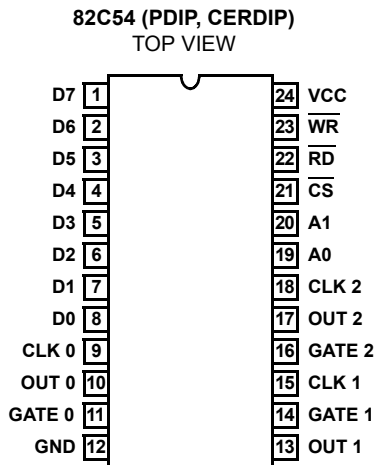 82C54 (PDIP, CERDIP)
TOP VIEW
D7 1 24 VCC
D6 2 23 W̅R̅
D5 3 22 R̅D̅
D4 4 21 C̅S̅
D3 5 20 A1
D2 6 19 A0
D1 7 18 CLK 2
D0 8 17 OUT 2
CLK 0 9 16 GATE 2
OUT 0 10 15 CLK 1
GATE 0 11 14 GATE 1
GND 12 13 OUT 1